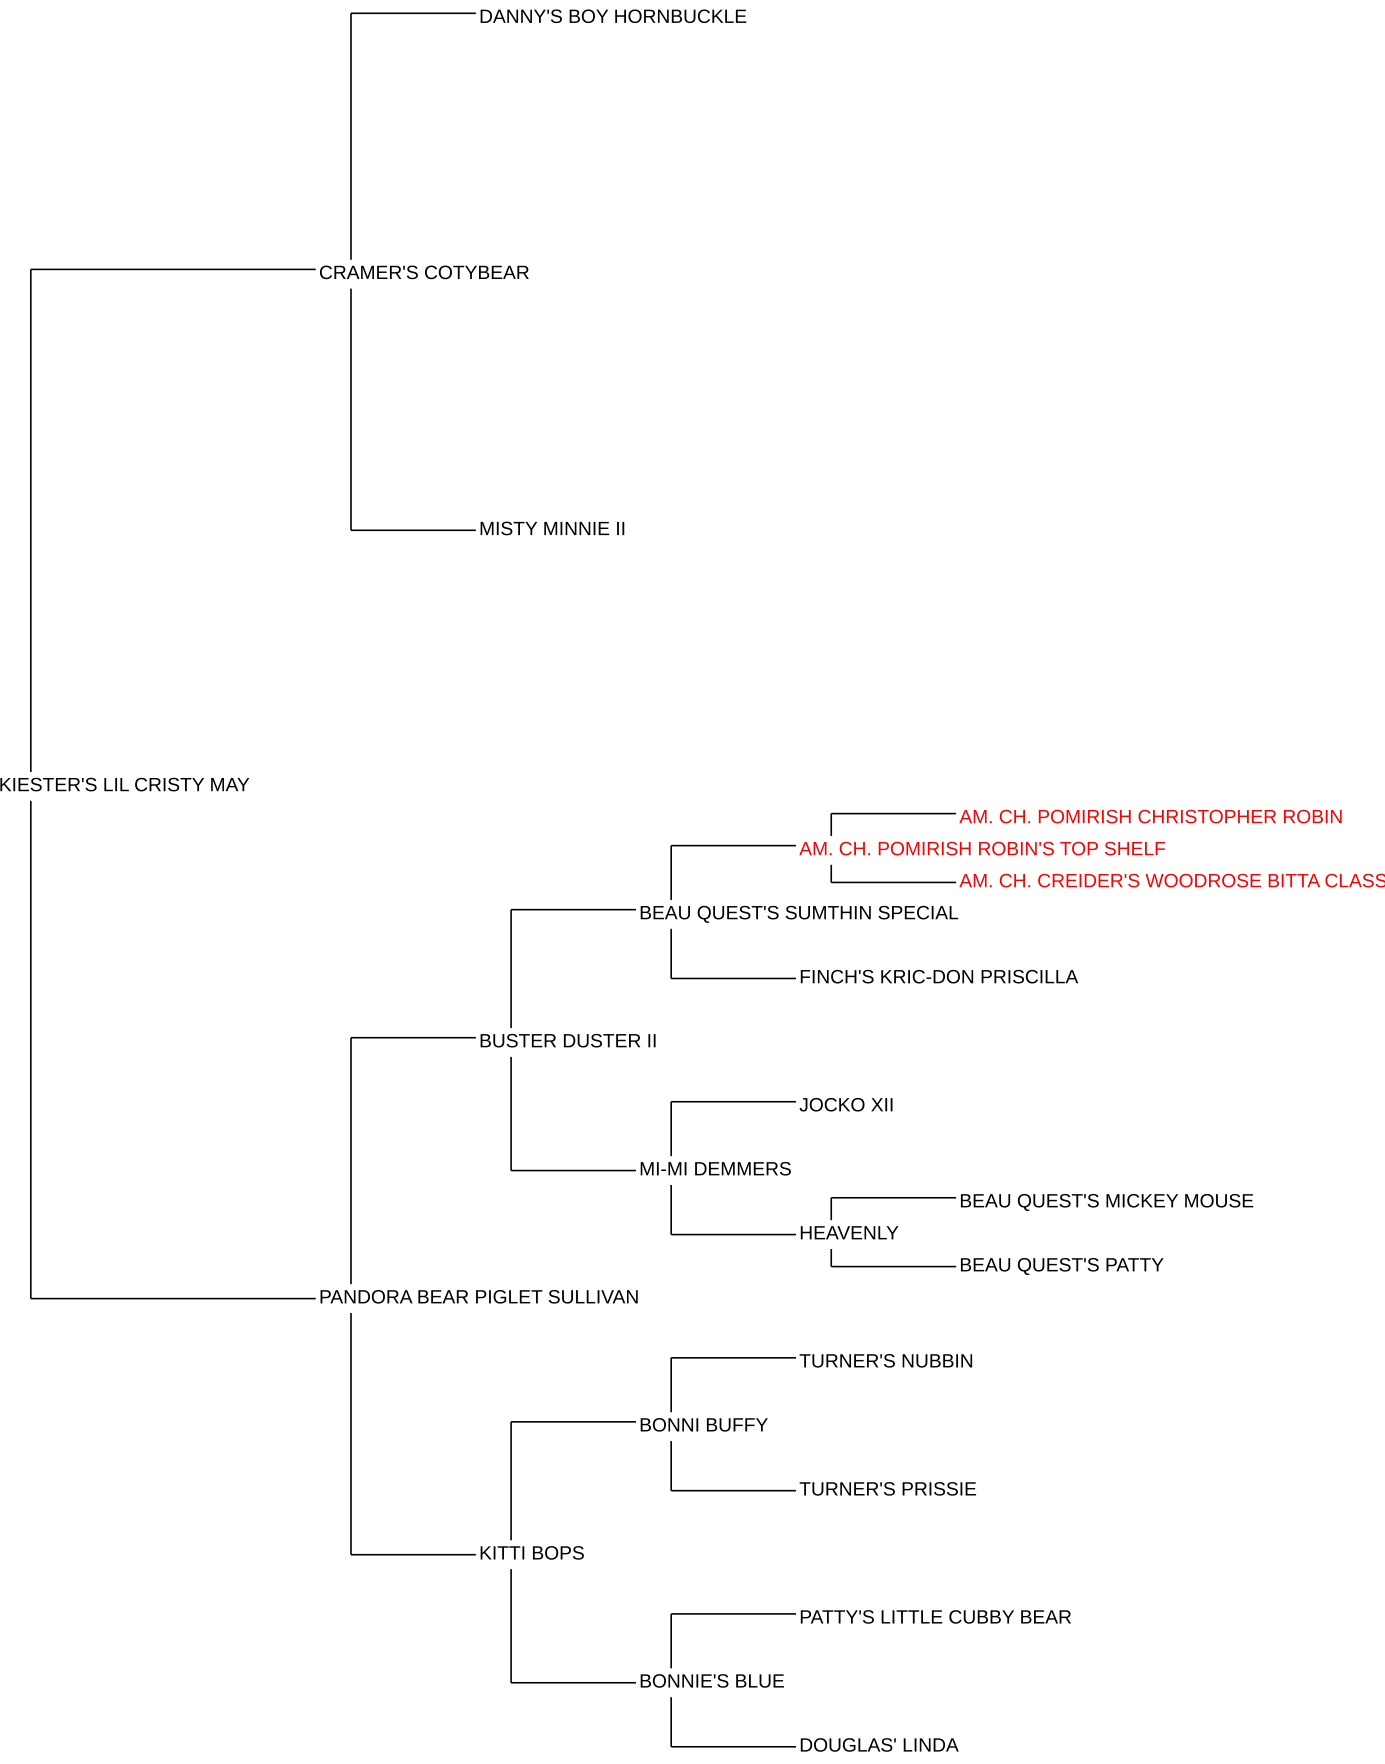 DANNY'S BOY HORNBUCKLE
CRAMER'S COTYBEAR
MISTY MINNIE II
KIESTER'S LIL CRISTY MAY
AM. CH. POMIRISH CHRISTOPHER ROBIN
AM. CH. POMIRISH ROBIN'S TOP SHELF
AM. CH. CREIDER'S WOODROSE BITTA CLASS
BEAU QUEST'S SUMTHIN SPECIAL
FINCH'S KRIC-DON PRISCILLA
BUSTER DUSTER II
JOCKO XII
MI-MI DEMMERS
BEAU QUEST'S MICKEY MOUSE
HEAVENLY
BEAU QUEST'S PATTY
PANDORA BEAR PIGLET SULLIVAN
TURNER'S NUBBIN
BONNI BUFFY
TURNER'S PRISSIE
KITTI BOPS
PATTY'S LITTLE CUBBY BEAR
BONNIE'S BLUE
DOUGLAS' LINDA